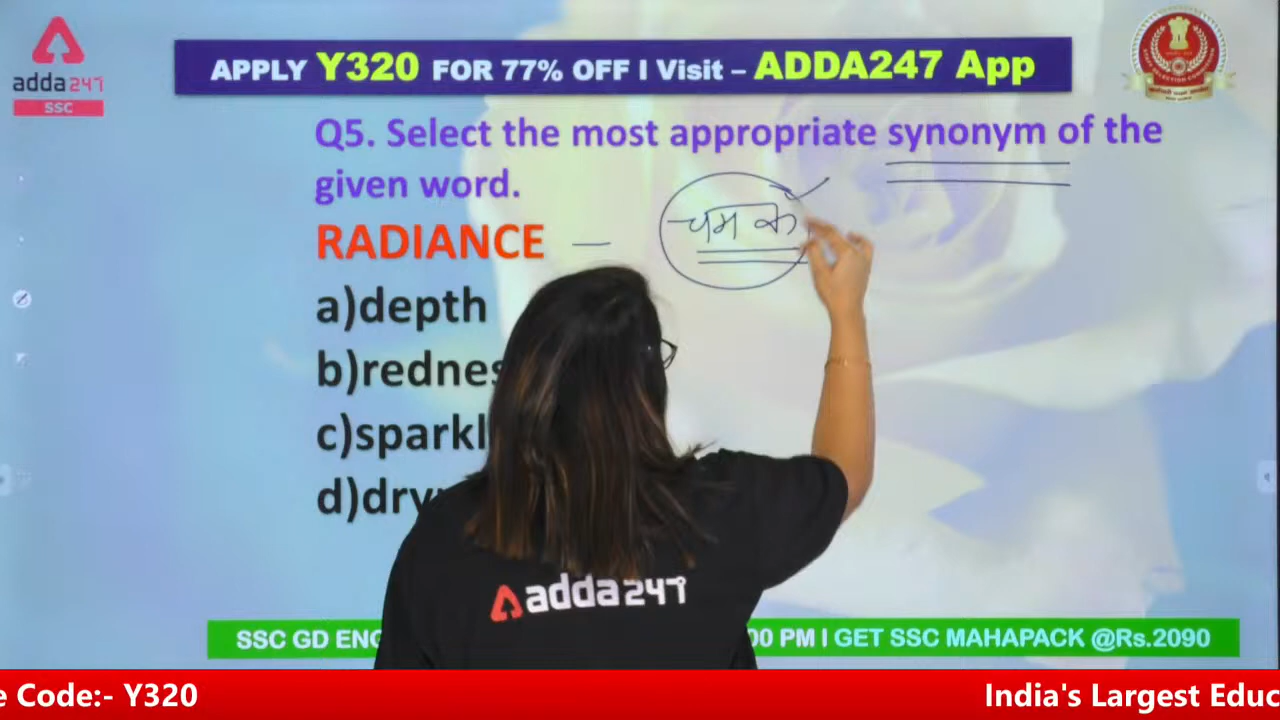 adda247
SSC
APPLY Y320 FOR 77% OFF I Visit – ADDA247 App
Q5. Select the most appropriate synonym of the
given word.
RADIANCE — चमक
a)depth
b)rednes
c)sparkl
d)dry
adda247
SSC GD ENG
00 PM I GET SSC MAHAPACK @Rs.2090
e Code:- Y320
India's Largest Educ